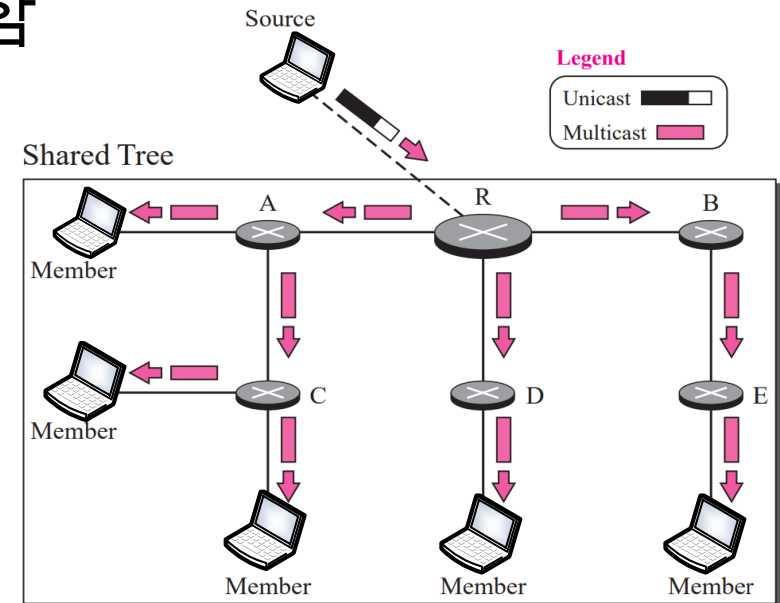 Source
Legend
Unicast
Multicast
Shared Tree
A
R
B
Member
C
D
E
Member
Member
Member
Member